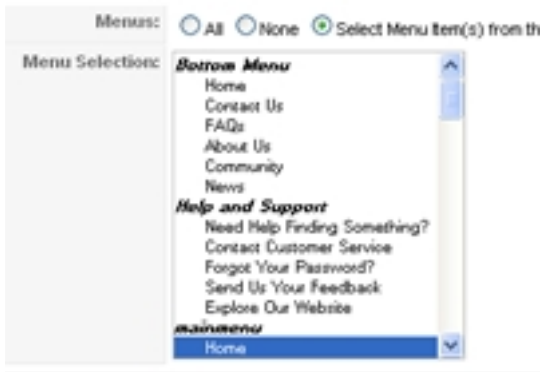 Menus: All None Select Menu Item(s) from th
Menu Selection: Bottom Menu
Home
Contact Us
FAQs
About Us
Community
News
Help and Support
Need Help Finding Something?
Contact Customer Service
Forgot Your Password?
Send Us Your Feedback
Explore Our Website
mainmenu
Home